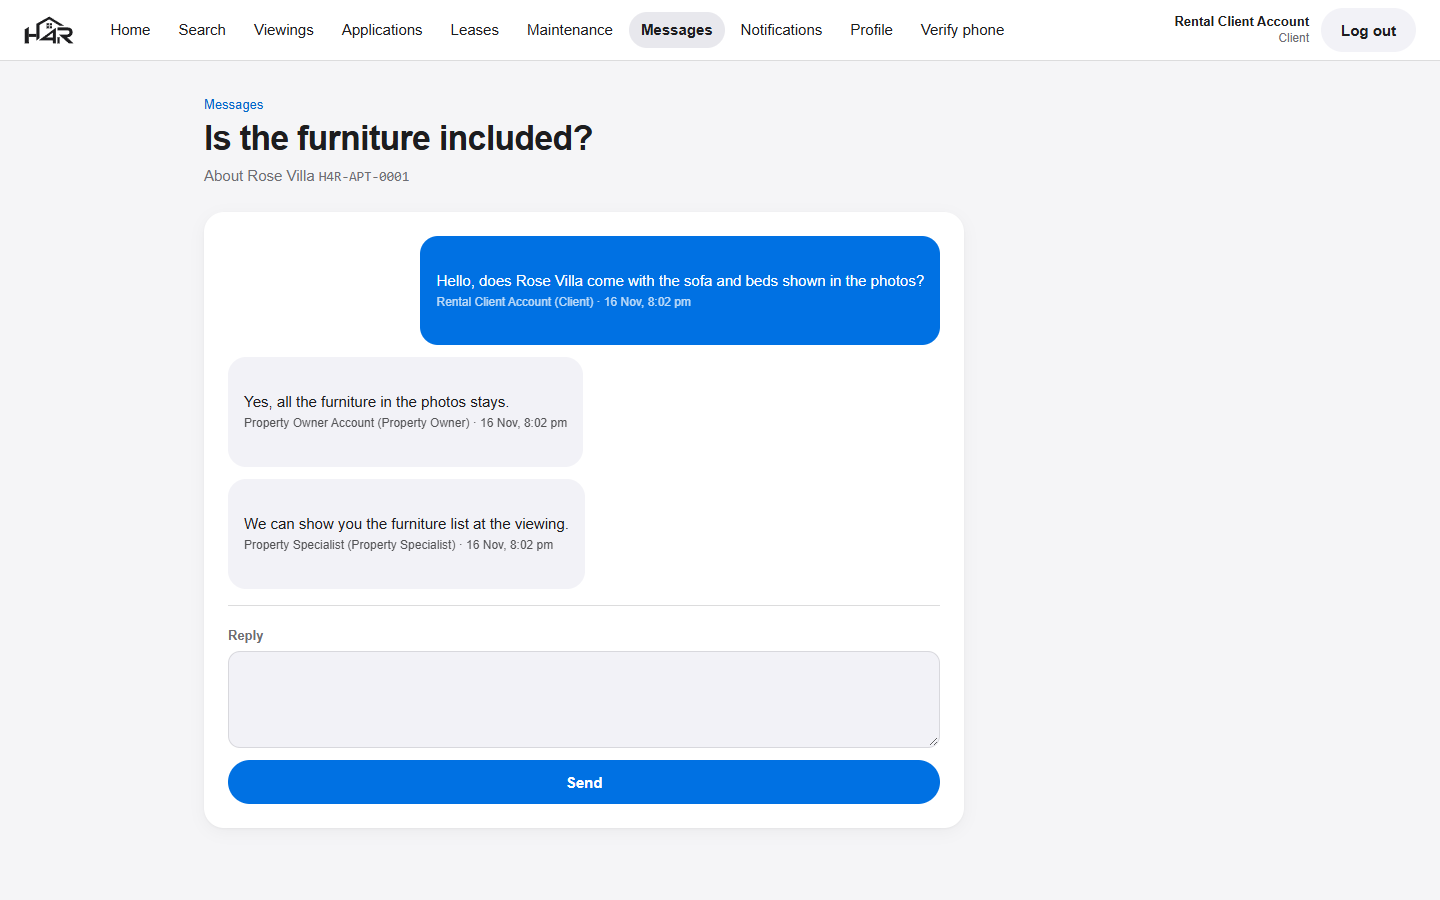 H4R
Home Search Viewings Applications Leases Maintenance Messages Notifications Profile Verify phone
Rental Client Account
Client
Log out
Messages
Is the furniture included?
About Rose Villa H4R-APT-0001
Hello, does Rose Villa come with the sofa and beds shown in the photos?
Rental Client Account (Client) · 16 Nov, 8:02 pm
Yes, all the furniture in the photos stays.
Property Owner Account (Property Owner) · 16 Nov, 8:02 pm
We can show you the furniture list at the viewing.
Property Specialist (Property Specialist) · 16 Nov, 8:02 pm
Reply
Send